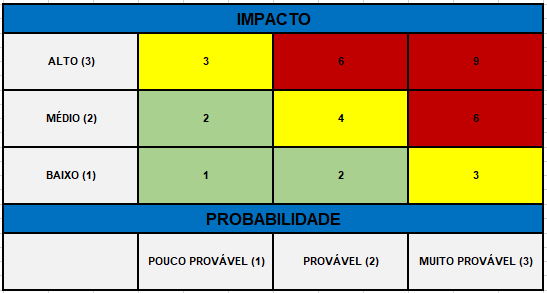 IMPACTO
ALTO (3) 3 6 9
MÉDIO (2) 2 4 6
BAIXO (1) 1 2 3
PROBABILIDADE
POUCO PROVÁVEL (1) PROVÁVEL (2) MUITO PROVÁVEL (3)